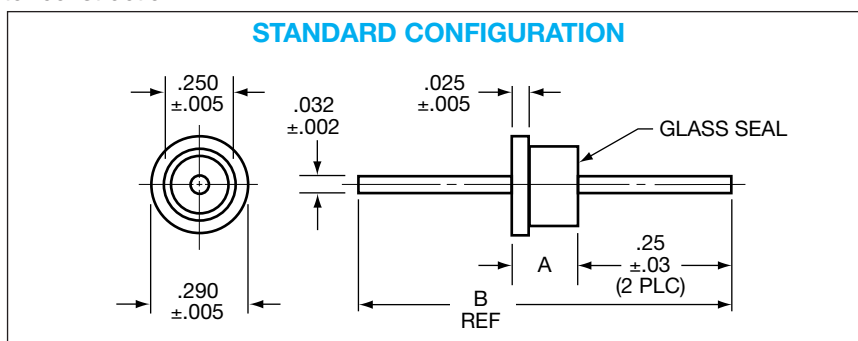 STANDARD CONFIGURATION
.250
±.005
.032
±.002
.025
±.005
GLASS SEAL
.290
±.005
A
.25
±.03
(2 PLC)
B
REF